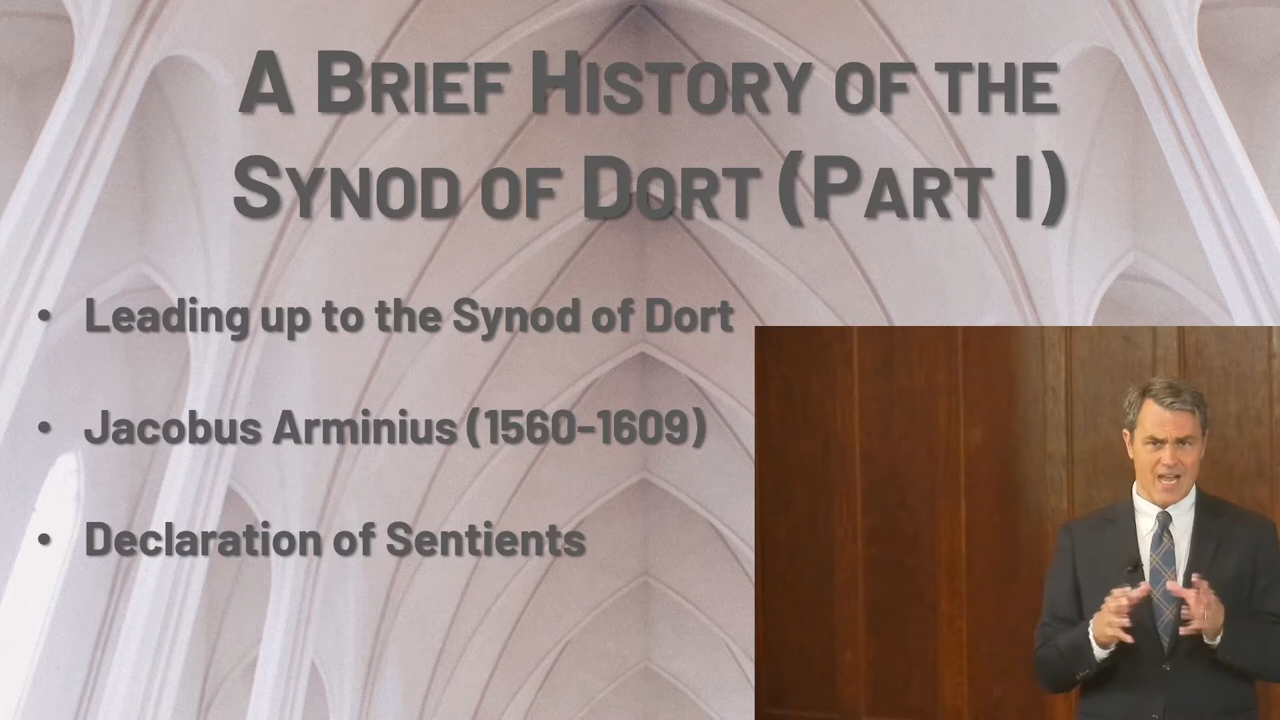 A Brief History of the
Synod of Dort (Part I)
• Leading up to the Synod of Dort
• Jacobus Arminius (1560-1609)
• Declaration of Sentients